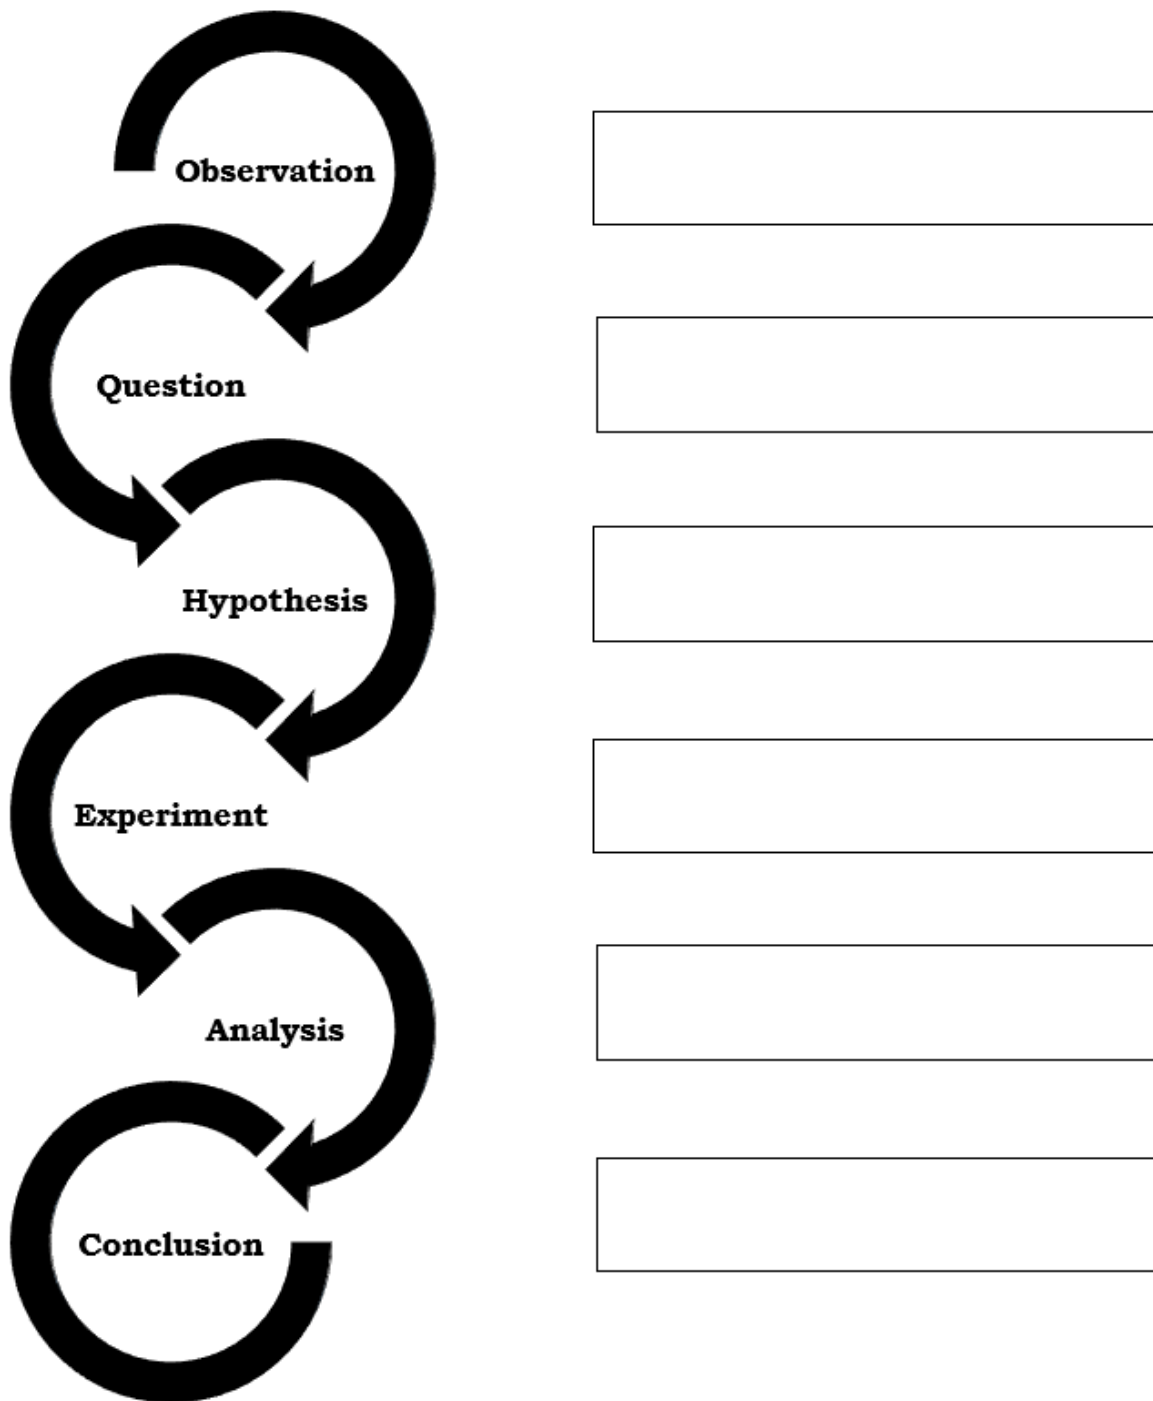 Observation
Question
Hypothesis
Experiment
Analysis
Conclusion